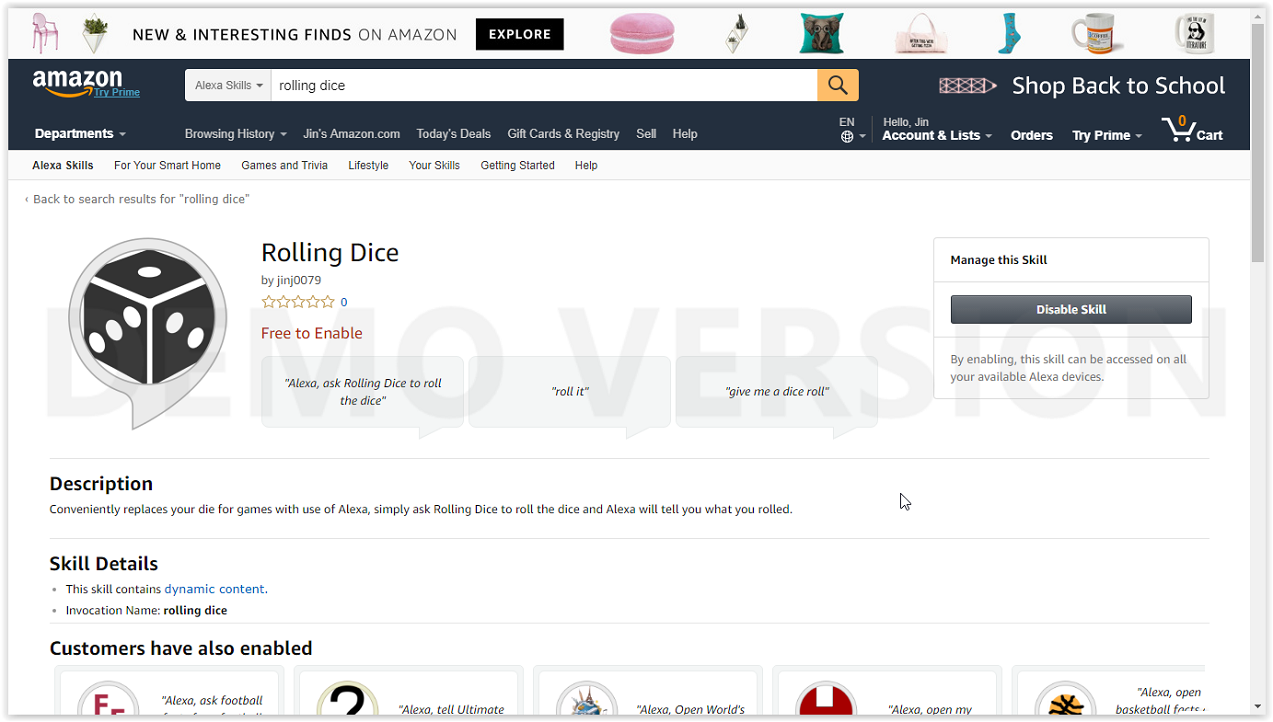 NEW & INTERESTING FINDS ON AMAZON EXPLORE
amazon
Try Prime
Alexa Skills
rolling dice
Shop Back to School
Departments
Browsing History
Jin's Amazon.com
Today's Deals
Gift Cards & Registry
Sell
Help
EN
Hello, Jin
Account & Lists
Orders
Try Prime
0
Cart
Alexa Skills
For Your Smart Home
Games and Trivia
Lifestyle
Your Skills
Getting Started
Help
‹ Back to search results for "rolling dice"
Rolling Dice
by jinj0079
0
Free to Enable
"Alexa, ask Rolling Dice to roll
the dice"
"roll it"
"give me a dice roll"
Manage this Skill
Disable Skill
By enabling, this skill can be accessed on all
your available Alexa devices.
DEMO VERSION
Description
Conveniently replaces your die for games with use of Alexa, simply ask Rolling Dice to roll the dice and Alexa will tell you what you rolled.
Skill Details
• This skill contains dynamic content.
• Invocation Name: rolling dice
Customers have also enabled
"Alexa, ask football
"Alexa, tell Ultimate
"Alexa, Open World's
"Alexa, open my
"Alexa, open
basketball facts